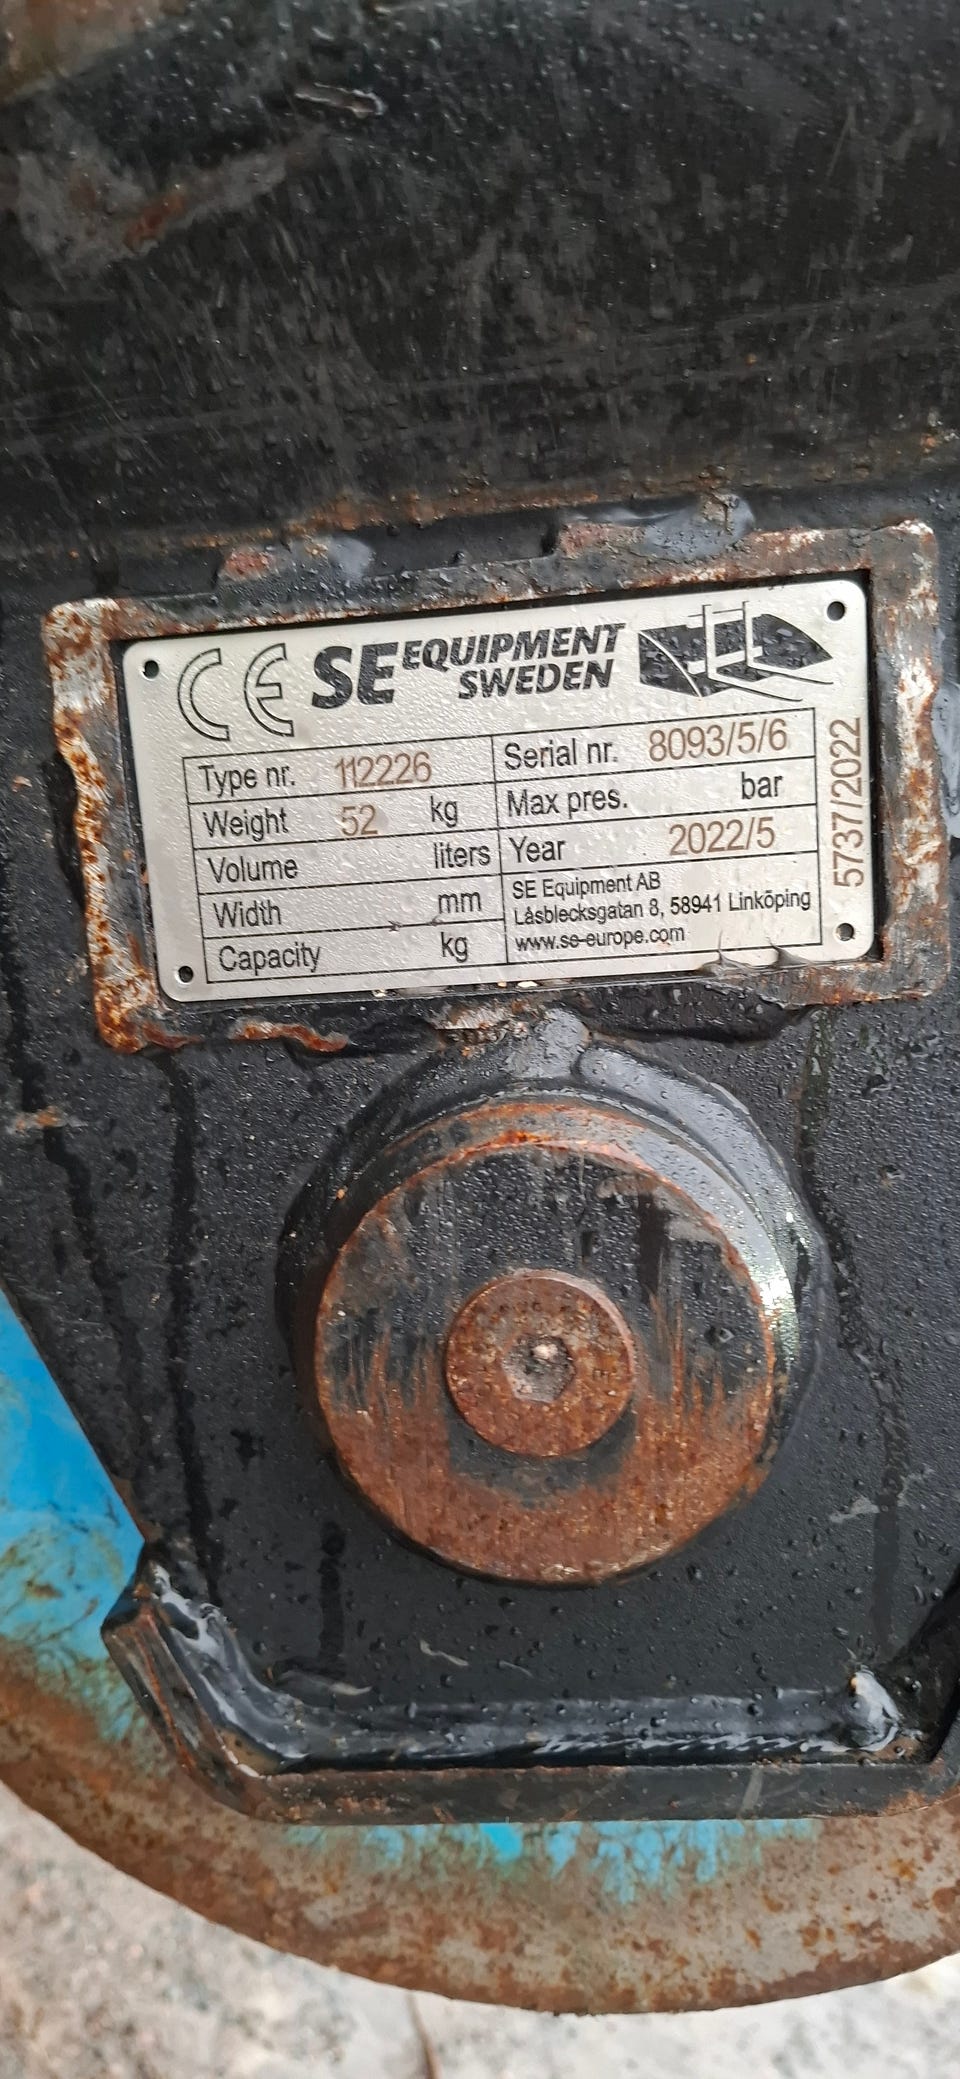 CE SE EQUIPMENT
SWEDEN
Type nr. 112226 Serial nr. 8093/5/6
Weight 52 kg Max pres. bar
Volume liters Year 2022/5
Width mm SE Equipment AB
Låsblecksgatan 8, 58941 Linköping
Capacity kg www.se-europe.com
5737/2022